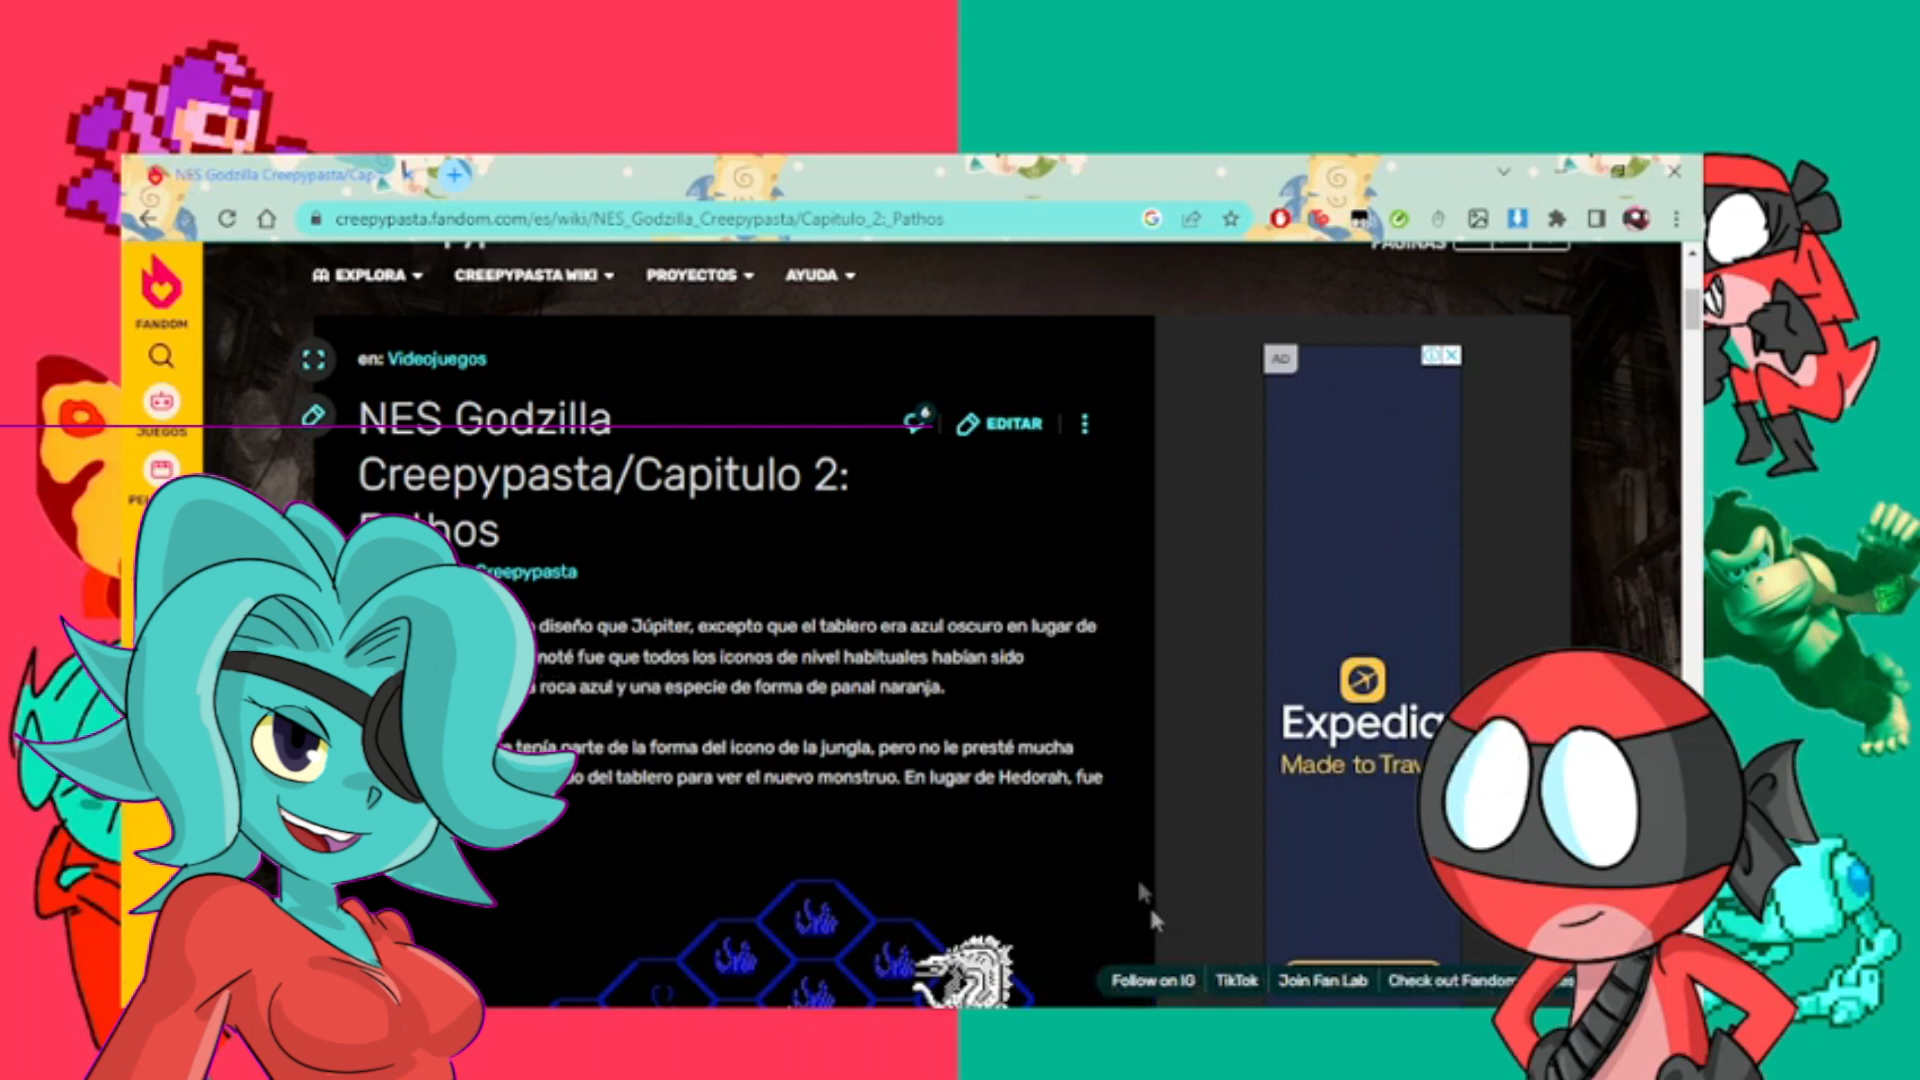 NES Godzilla Creepypasta/Cap
creepypasta.fandom.com/es/wiki/NES_Godzilla_Creepypasta/Capitulo_2:_Pathos
PÁGINAS
EXPLORA
CREEPYPASTA WIKI
PROYECTOS
AYUDA
FANDOM
JUEGOS
en: Videojuegos
AD
NES Godzilla
Creepypasta/Capitulo 2:
EDITAR
Creepypasta
diseño que Júpiter, excepto que el tablero era azul oscuro en lugar de
noté fue que todos los iconos de nivel habituales habían sido
roca azul y una especie de forma de panal naranja.
tenía parte de la forma del icono de la jungla, pero no le presté mucha
del tablero para ver el nuevo monstruo. En lugar de Hedorah, fue
Expedia
Made to Trav
Follow on IG
TikTok
Join Fan Lab
Check out Fandom